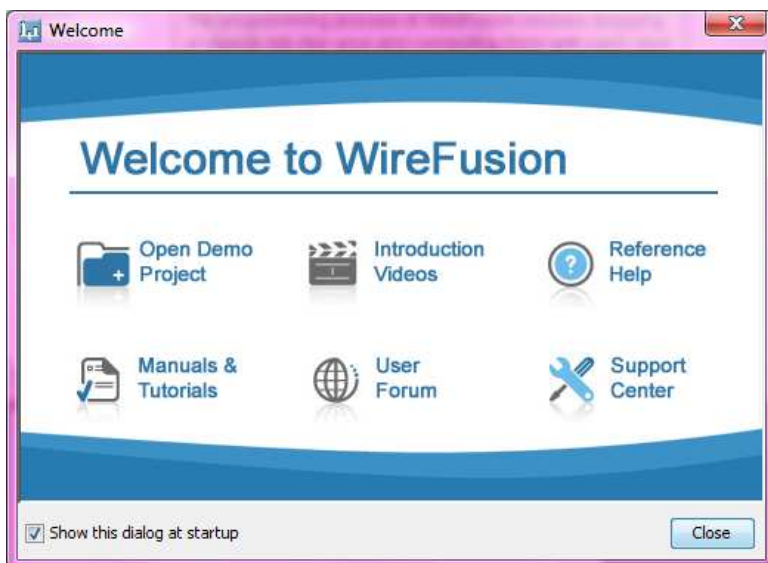 Welcome
Welcome to WireFusion
Open Demo
Project
Introduction
Videos
Reference
Help
Manuals &
Tutorials
User
Forum
Support
Center
Show this dialog at startup
Close